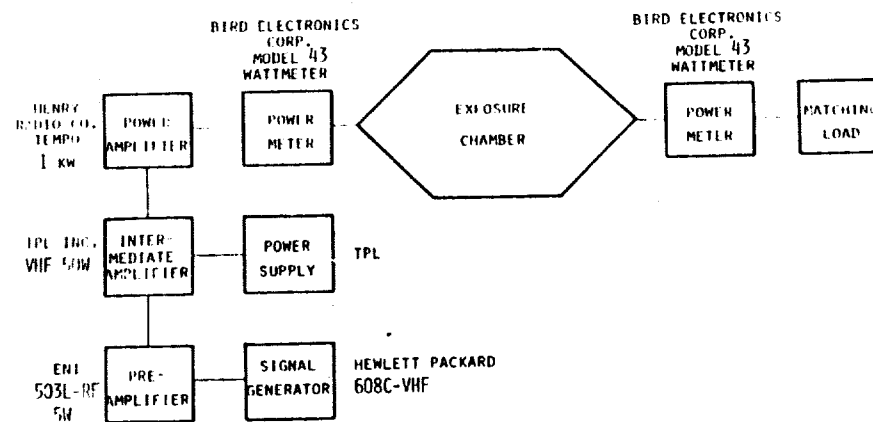 BIRD ELECTRONICS
CORP.
MODEL 43
WATTMETER
BIRD ELECTRONICS
CORP.
MODEL 43
WATTMETER
HENRY
RADIO CO.
TEMPO
1 KW
POWER
AMPLIFIER
POWER
METER
EXPOSURE
CHAMBER
POWER
METER
MATCHING
LOAD
TPL INC.
VHF 50W
INTER-
MEDIATE
AMPLIFIER
POWER
SUPPLY
TPL
ENI
503L-RF
5W
PRE-
AMPLIFIER
SIGNAL
GENERATOR
HEWLETT PACKARD
608C-VHF